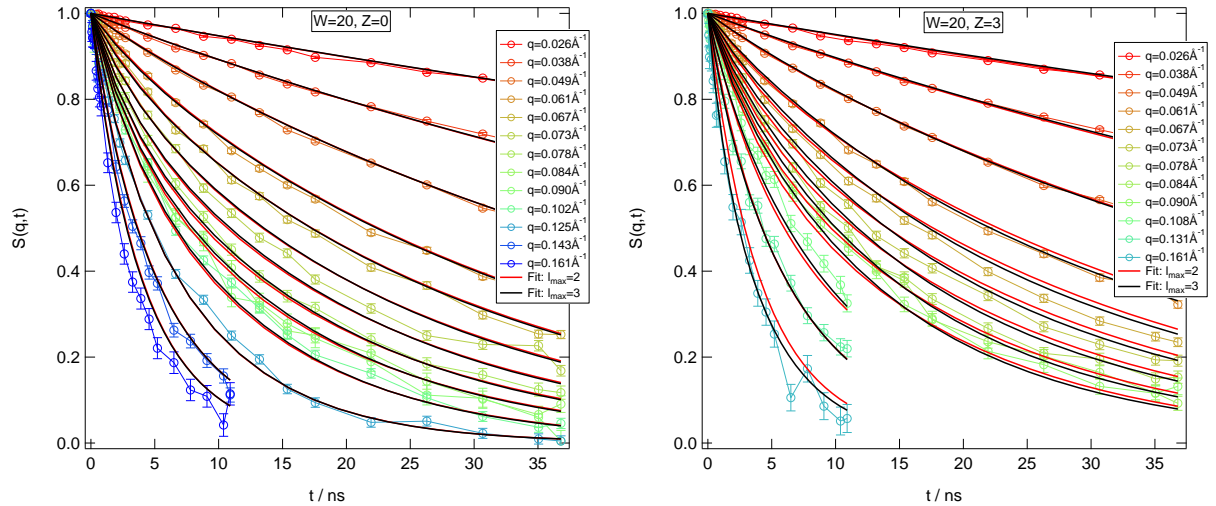 W=20, Z=0
1.0
0.8
0.6
0.4
0.2
0.0
S(q,t)
0
5
10
15
20
25
30
35
t / ns
q=0.026Å⁻¹
q=0.038Å⁻¹
q=0.049Å⁻¹
q=0.061Å⁻¹
q=0.067Å⁻¹
q=0.073Å⁻¹
q=0.078Å⁻¹
q=0.084Å⁻¹
q=0.090Å⁻¹
q=0.102Å⁻¹
q=0.125Å⁻¹
q=0.143Å⁻¹
q=0.161Å⁻¹
Fit: lmax=2
Fit: lmax=3
W=20, Z=3
1.0
0.8
0.6
0.4
0.2
0.0
S(q,t)
0
5
10
15
20
25
30
35
t / ns
q=0.026Å⁻¹
q=0.038Å⁻¹
q=0.049Å⁻¹
q=0.061Å⁻¹
q=0.067Å⁻¹
q=0.073Å⁻¹
q=0.078Å⁻¹
q=0.084Å⁻¹
q=0.090Å⁻¹
q=0.108Å⁻¹
q=0.131Å⁻¹
q=0.161Å⁻¹
Fit: lmax=2
Fit: lmax=3